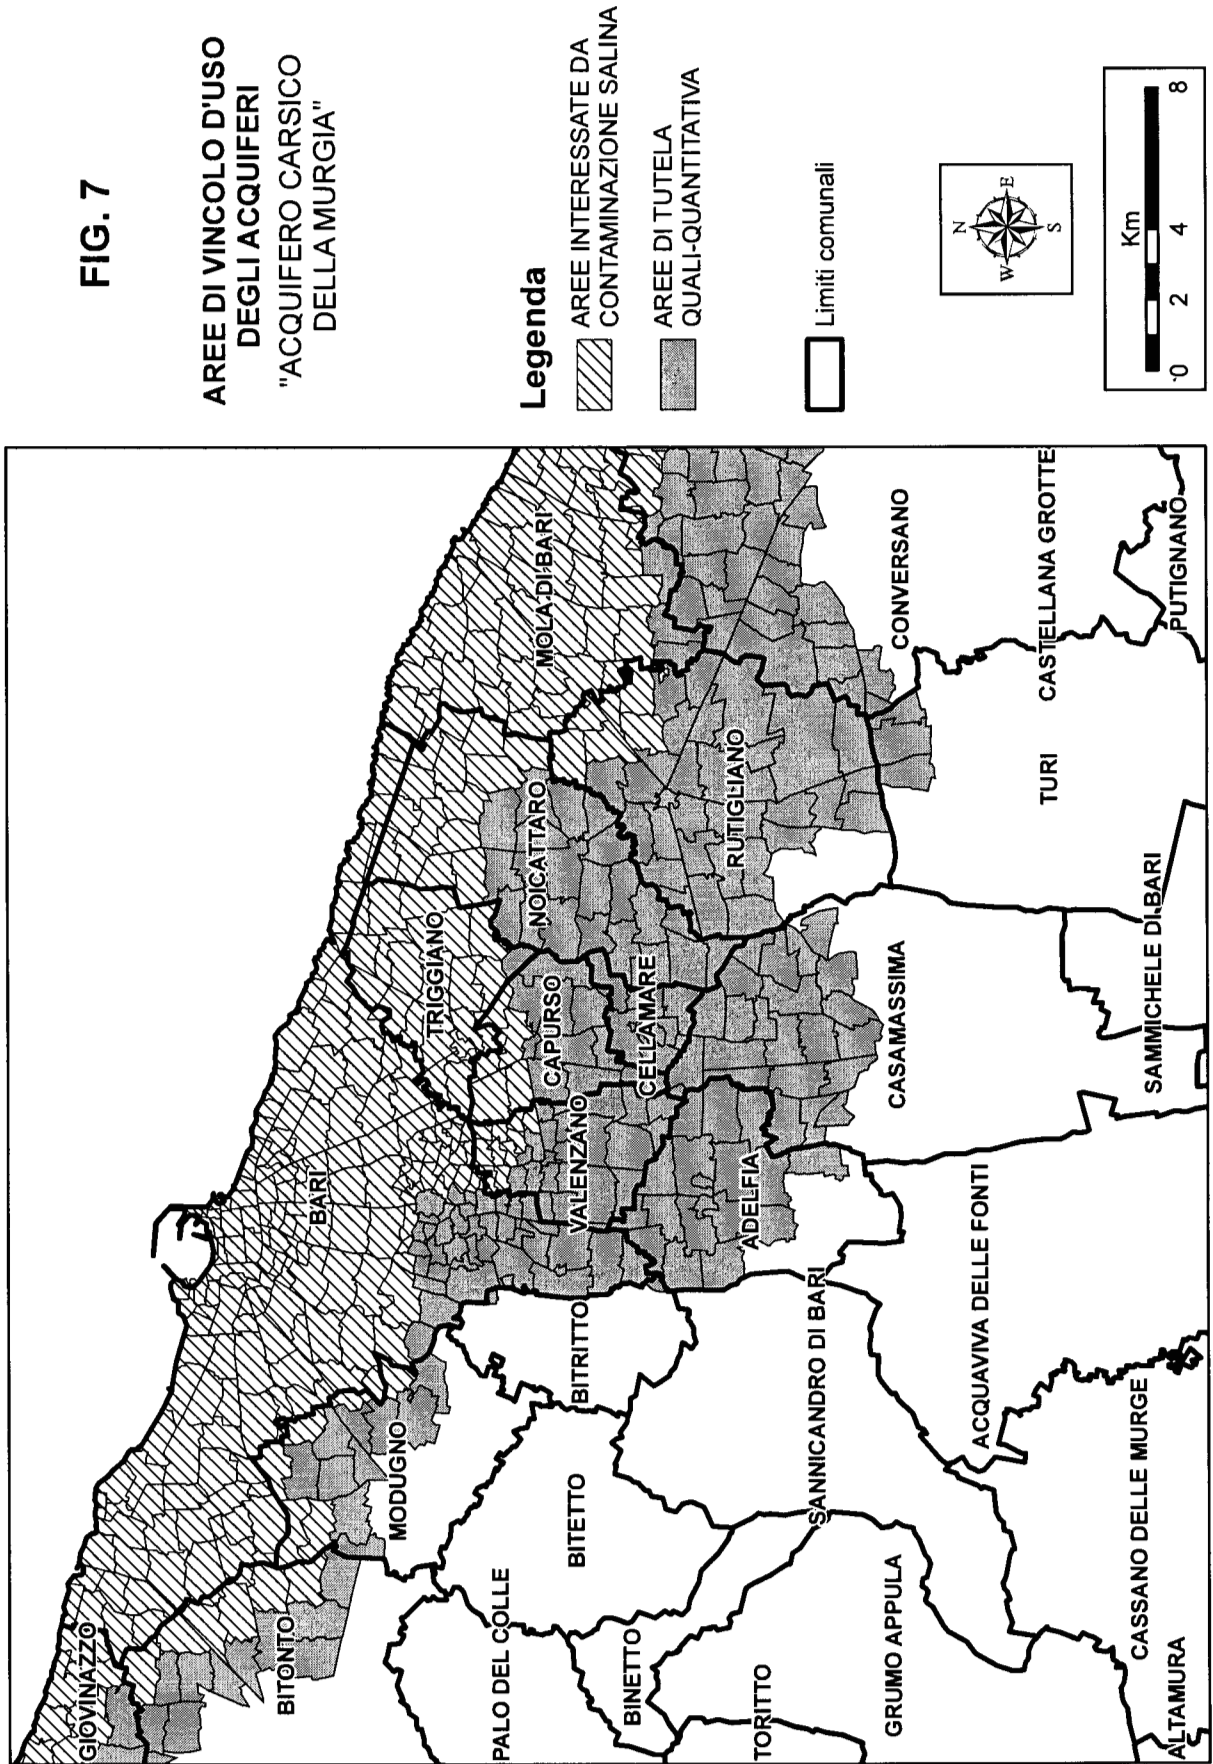 FIG. 7
AREE DI VINCOLO D'USO
DEGLI ACQUIFERI
"ACQUIFERO CARSICO
DELLA MURGIA"
Legenda
AREE INTERESSATE DA
CONTAMINAZIONE SALINA
AREE DI TUTELA
QUALI-QUANTITATIVA
Limiti comunali
N
W
E
S
Km
0 2 4 8
GIOVINAZZO
BITONTO
MODUGNO
BARI
TRIGGIANO
MOLA DI BARI
NOICATTARO
CAPURSO
VALENZANO
CELLAMARE
BITRITTO
BITETTO
PALO DEL COLLE
BINETTO
RUTIGLIANO
ADELFIA
SANNICANDRO DI BARI
TORITTO
GRUMO APPULA
CASAMASSIMA
CONVERSANO
ACQUAVIVA DELLE FONTI
TURI
CASTELLANA GROTTE
CASSANO DELLE MURGE
SAMMICHELE DI BARI
PUTIGNANO
ALTAMURA